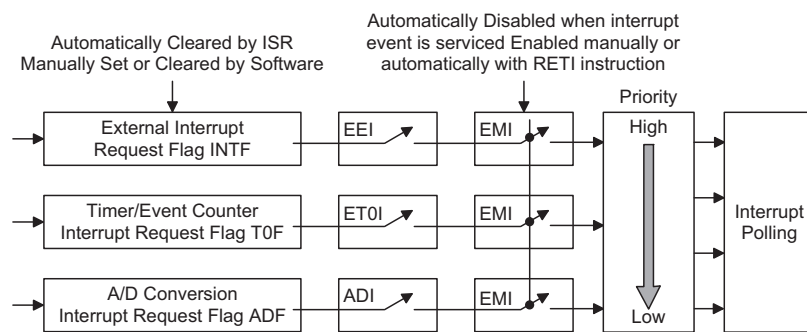 Automatically Cleared by ISR
Manually Set or Cleared by Software
Automatically Disabled when interrupt
event is serviced Enabled manually or
automatically with RETI instruction
Priority
External Interrupt
Request Flag INTF
EEI
EMI
High
Timer/Event Counter
Interrupt Request Flag T0F
ET0I
EMI
Interrupt
Polling
A/D Conversion
Interrupt Request Flag ADF
ADI
EMI
Low